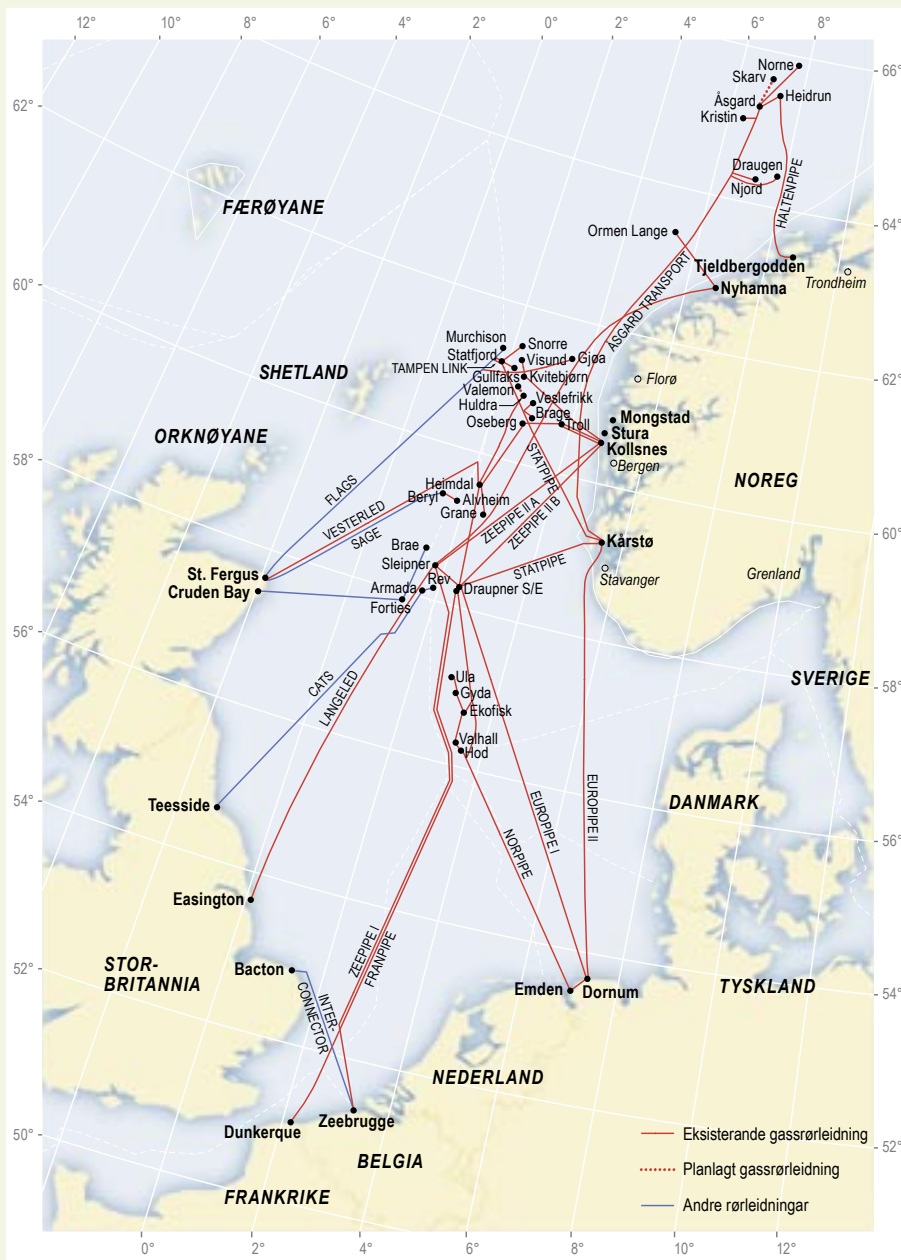 12°
10°
8°
6°
4°
2°
0°
2°
4°
6°
8°
66°
Norne
Skarv
Åsgard
Heidrun
Kristin
62°
Draugen
Njord
HALTENPIPE
FÆRØYANE
64°
Ormen Lange
Tjeldbergodden
Trondheim
Nyhamna
60°
ÅSGARD TRANSPORT
Murchison
Snorre
Statfjord
Visund
Gjøa
TAMPEN LINK
Gullfaks
Kvitebjørn
SHETLAND
Florø
62°
Valemon
Huldra
Veslefrikk
Brage
Oseberg
Troll
Mongstad
Stura
Kollsnes
Bergen
ORKNØYANE
58°
STATPIPE
NOREG
FLAGS
Heimdal
Beryl
Alvheim
Grane
VESTERLED
SAGE
ZEEPIPE II A
ZEEPIPE II B
60°
Brae
Kårstø
Sleipner
STATPIPE
St. Fergus
Cruden Bay
Rev
Armada
Forties
Draupner S/E
Stavanger
Grenland
56°
CATS
LANGELED
Ula
Gyda
Ekofisk
SVERIGE
58°
Valhall
Hod
54°
Teesside
DANMARK
EUROPIPE II
EUROPIPE I
NORPIPE
56°
Easington
ZEEPIPE I
FRANPIPE
52°
STOR-
BRITANNIA
Bacton
INTER-
CONNECTOR
Emden
Dornum
TYSKLAND
54°
NEDERLAND
50°
Dunkerque
Zeebrugge
BELGIA
FRANKRIKE
52°
Eksisterande gassrørleidning
Planlagt gassrørleidning
Andre rørleidningar
0°
2°
4°
6°
8°
10°
12°